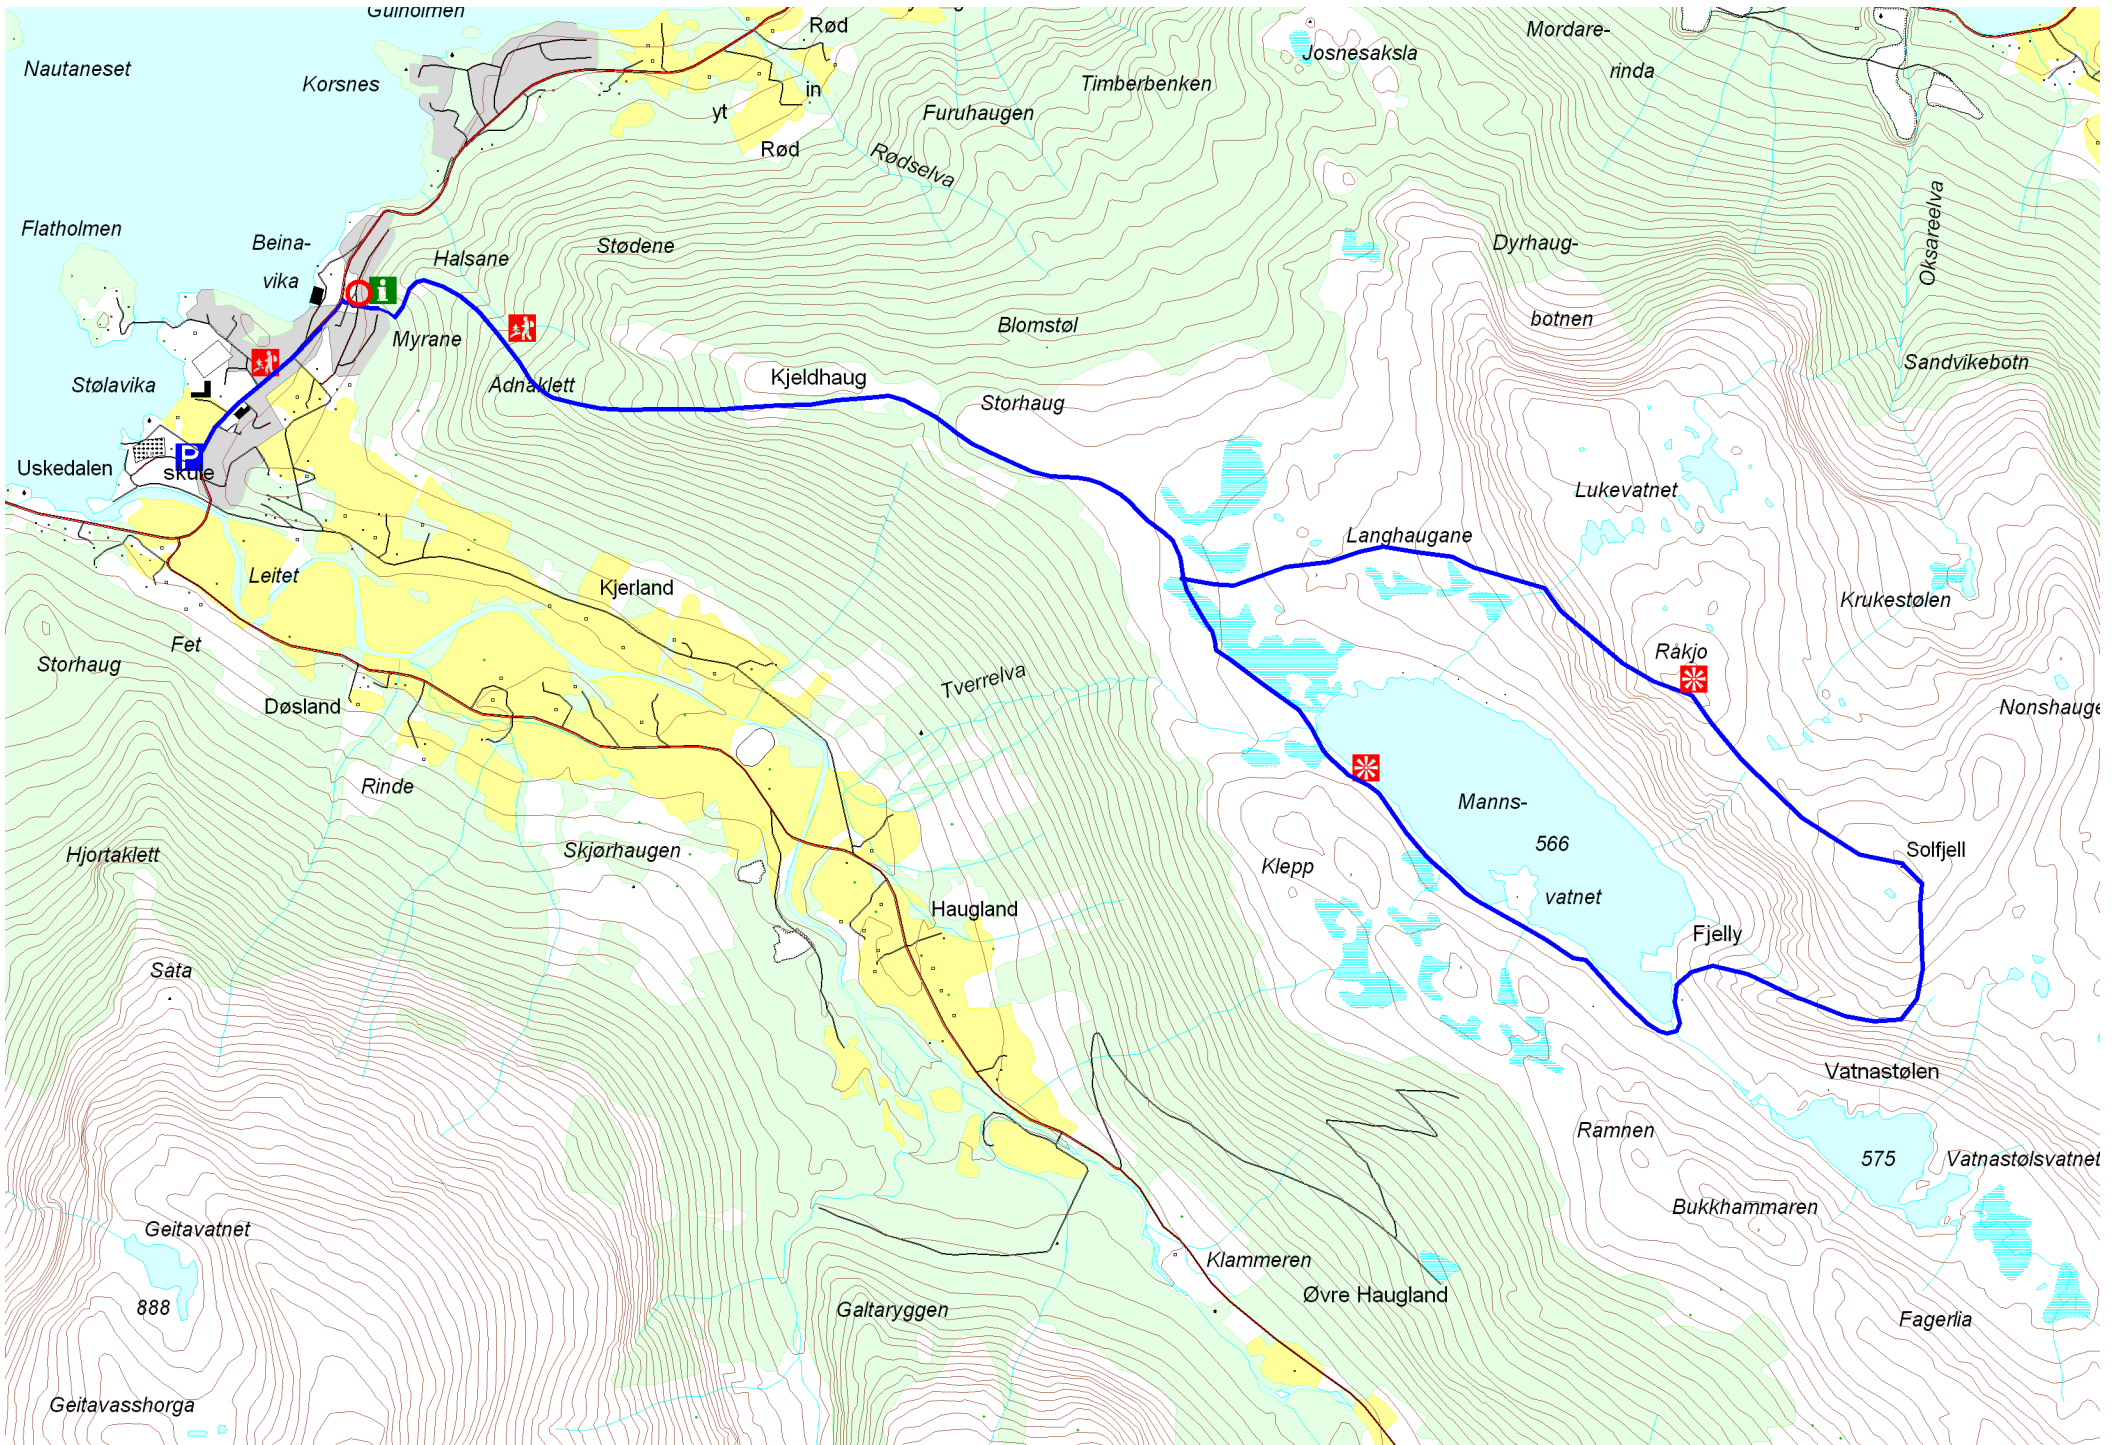 Gulholmen
Rød
Mordare-
Nautaneset
Josnesaksla
rinda
Korsnes
Timberbenken
in
yt
Furuhaugen
Rød
Rødselva
Flatholmen
Beina-
Stødene
Dyrhaug-
Oksareelva
Halsane
vika
i
Blomstøl
botnen
Myrane
Sandvikebotn
Stølavika
Ådnaklett
Kjeldhaug
Storhaug
P
Uskedalen
skule
Lukevatnet
Langhaugane
Leitet
Kjerland
Krukestølen
Fet
Storhaug
Råkjo
Tverrelva
Døsland
Nonshauge
Rinde
Manns-
566
Hjortaklett
Skjørhaugen
Klepp
Solfjell
vatnet
Haugland
Fjelly
Såta
Vatnastølen
Ramnen
575
Vatnastølsvatnet
Bukkhammaren
Geitavatnet
Klammeren
Øvre Haugland
888
Galtaryggen
Fagerlia
Geitavasshorga